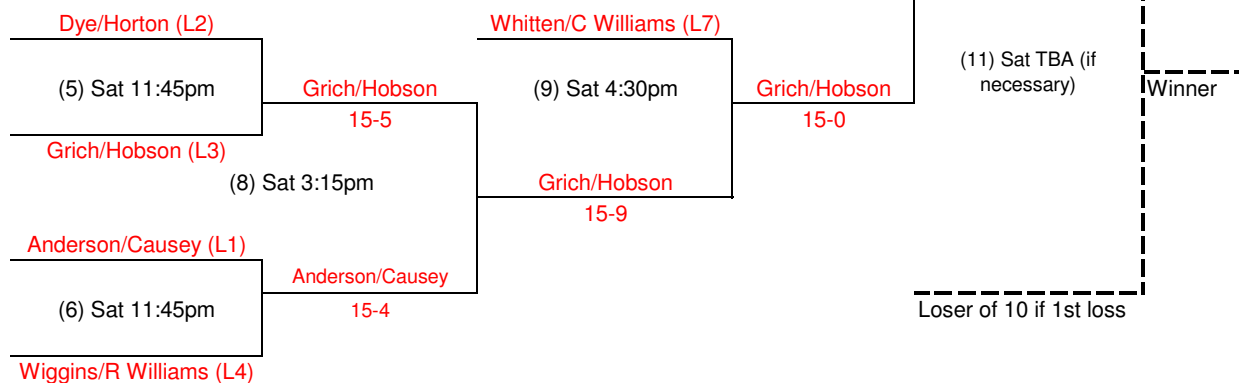 Dye/Horton (L2)
Whitten/C Williams (L7)
(11) Sat TBA (if
necessary)
(5) Sat 11:45pm
Grich/Hobson
(9) Sat 4:30pm
Grich/Hobson
Winner
15-5
15-0
Grich/Hobson (L3)
(8) Sat 3:15pm
Grich/Hobson
15-9
Anderson/Causey (L1)
Anderson/Causey
(6) Sat 11:45pm
15-4
Loser of 10 if 1st loss
Wiggins/R Williams (L4)